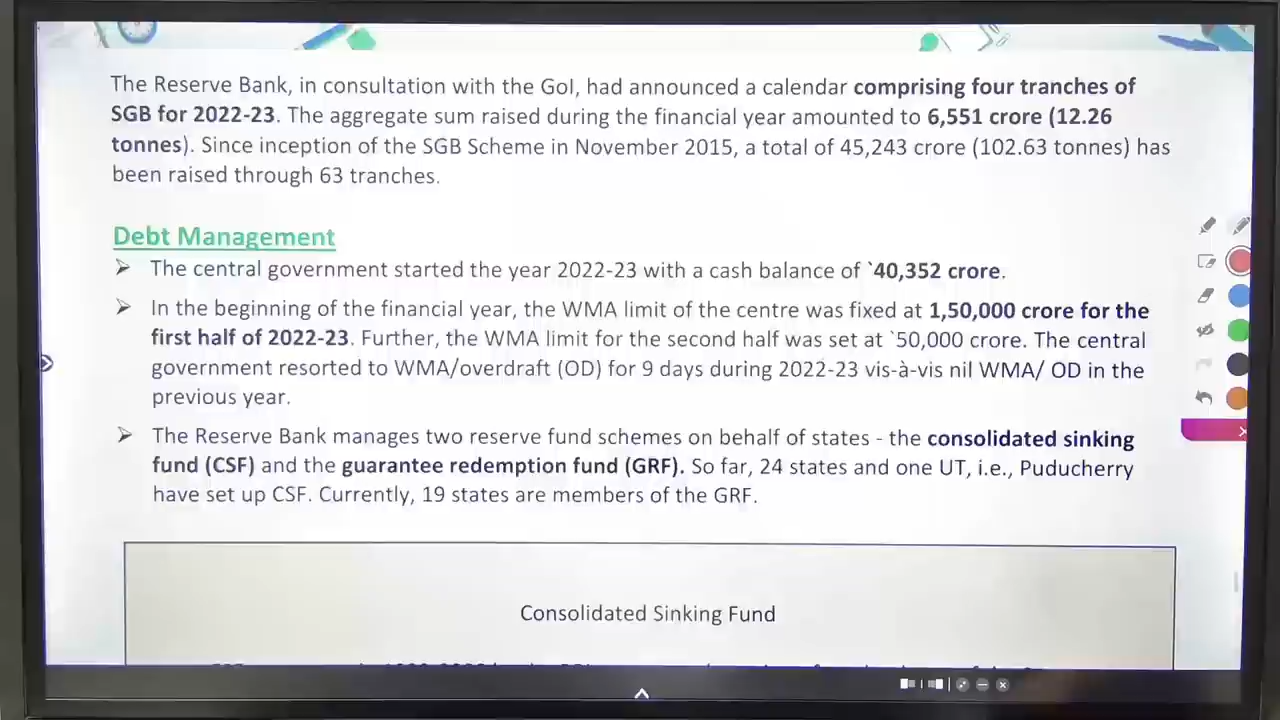 The Reserve Bank, in consultation with the GoI, had announced a calendar comprising four tranches of
SGB for 2022-23. The aggregate sum raised during the financial year amounted to 6,551 crore (12.26
tonnes). Since inception of the SGB Scheme in November 2015, a total of 45,243 crore (102.63 tonnes) has
been raised through 63 tranches.
Debt Management
➢ The central government started the year 2022-23 with a cash balance of `40,352 crore.
➢ In the beginning of the financial year, the WMA limit of the centre was fixed at 1,50,000 crore for the
first half of 2022-23. Further, the WMA limit for the second half was set at `50,000 crore. The central
government resorted to WMA/overdraft (OD) for 9 days during 2022-23 vis-à-vis nil WMA/ OD in the
previous year.
➢ The Reserve Bank manages two reserve fund schemes on behalf of states - the consolidated sinking
fund (CSF) and the guarantee redemption fund (GRF). So far, 24 states and one UT, i.e., Puducherry
have set up CSF. Currently, 19 states are members of the GRF.
Consolidated Sinking Fund